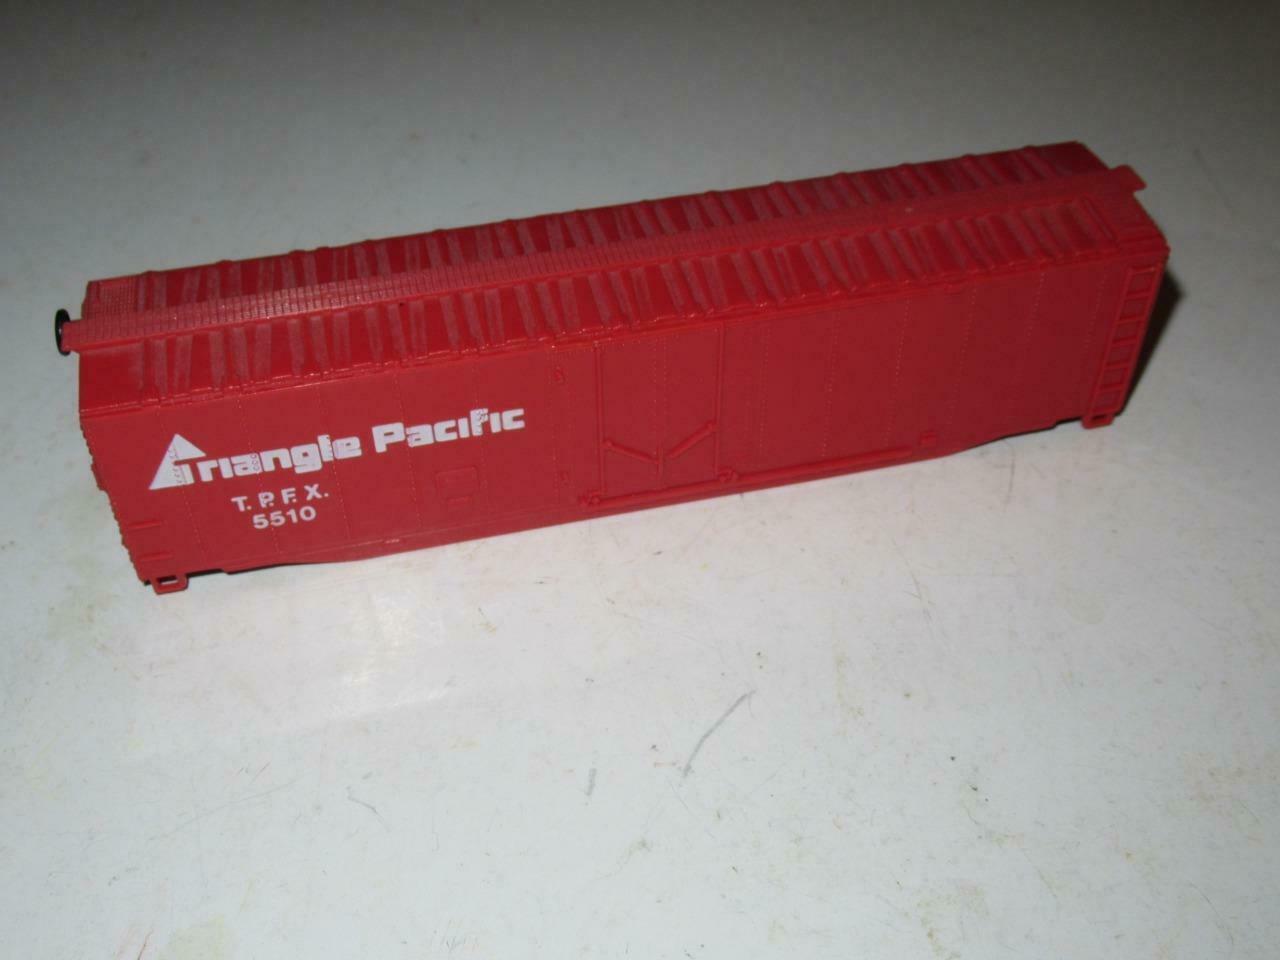 Triangle Pacific
T. P. F. X.
5510